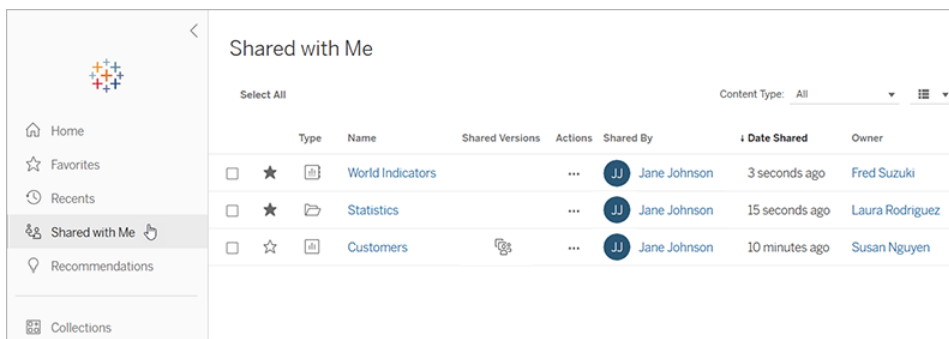 Shared with Me
Select All
Content Type: All
Home
Favorites
Recents
Shared with Me
Recommendations
Collections
Type Name Shared Versions Actions Shared By ↓ Date Shared Owner
World Indicators ••• JJ Jane Johnson 3 seconds ago Fred Suzuki
Statistics ••• JJ Jane Johnson 15 seconds ago Laura Rodriguez
Customers ••• JJ Jane Johnson 10 minutes ago Susan Nguyen